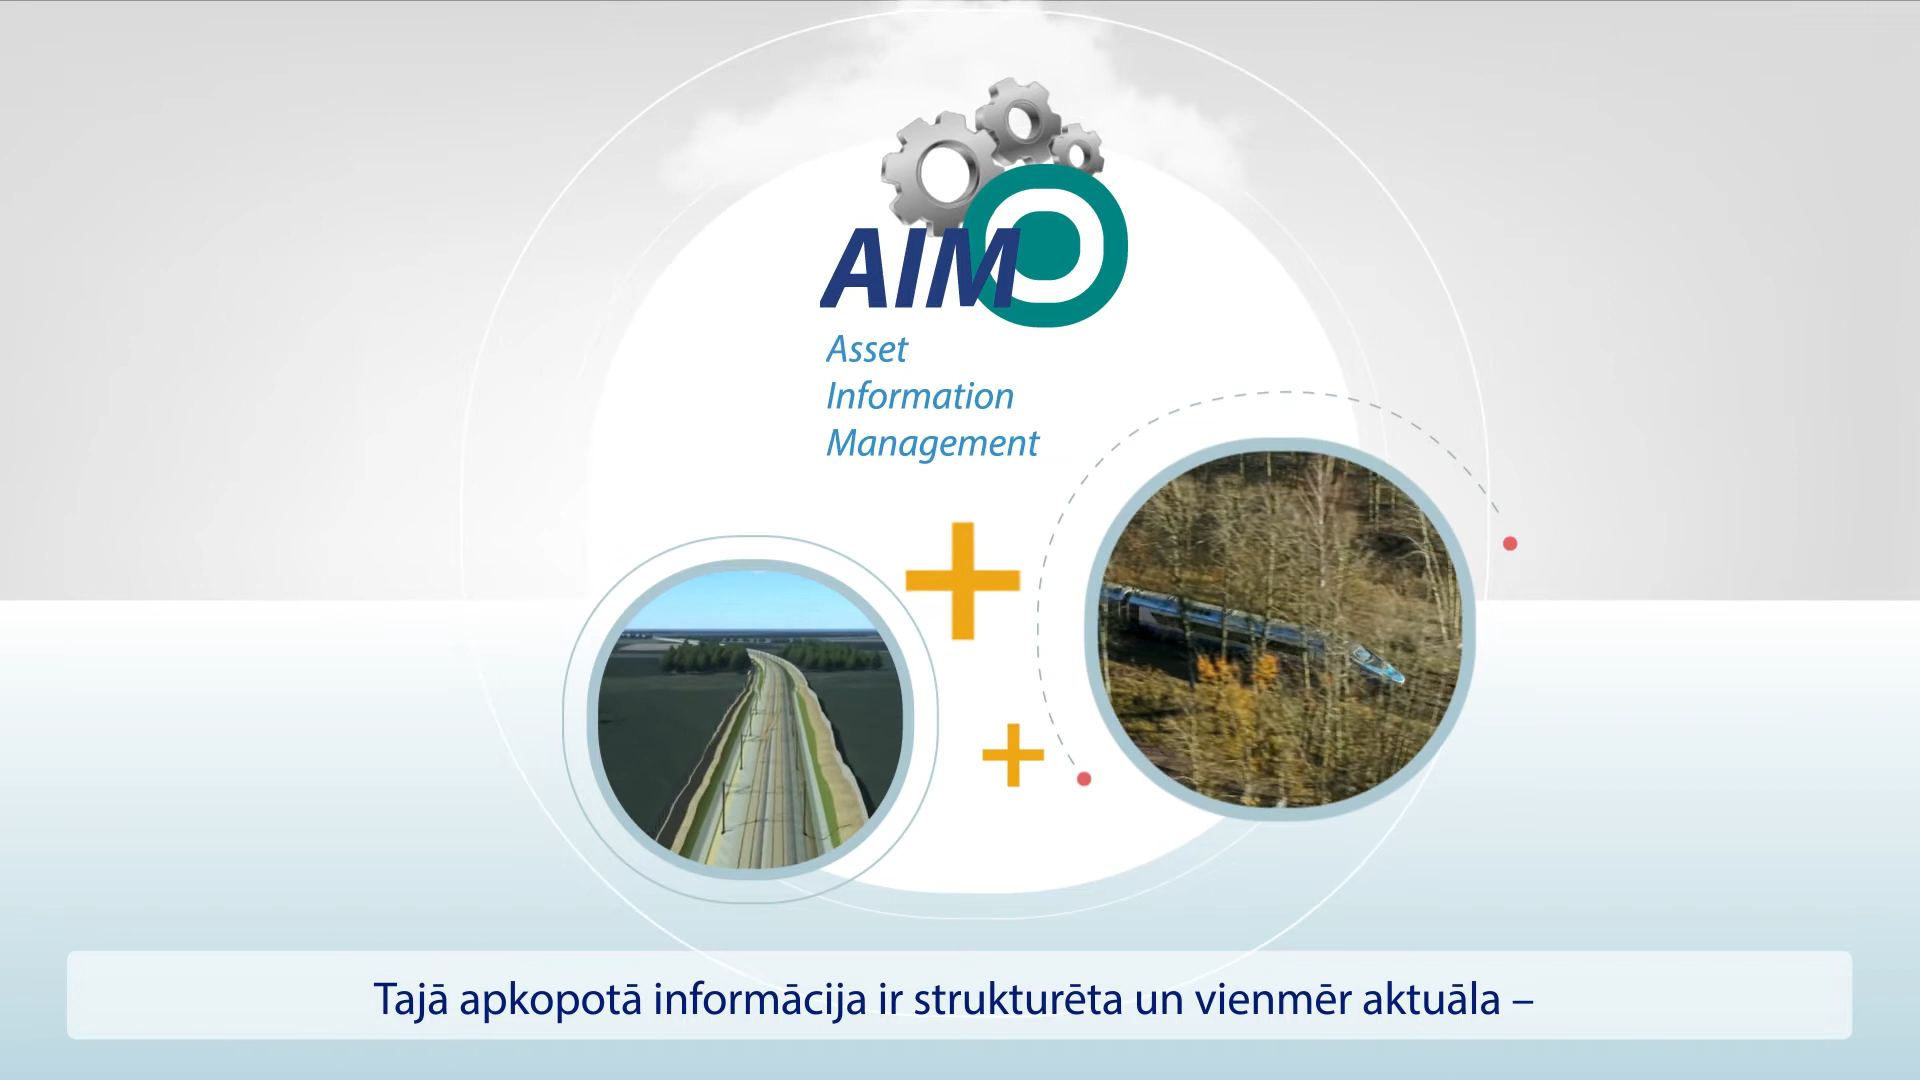 AIM
Asset
Information
Management
Tajā apkopotā informācija ir strukturēta un vienmēr aktuāla –